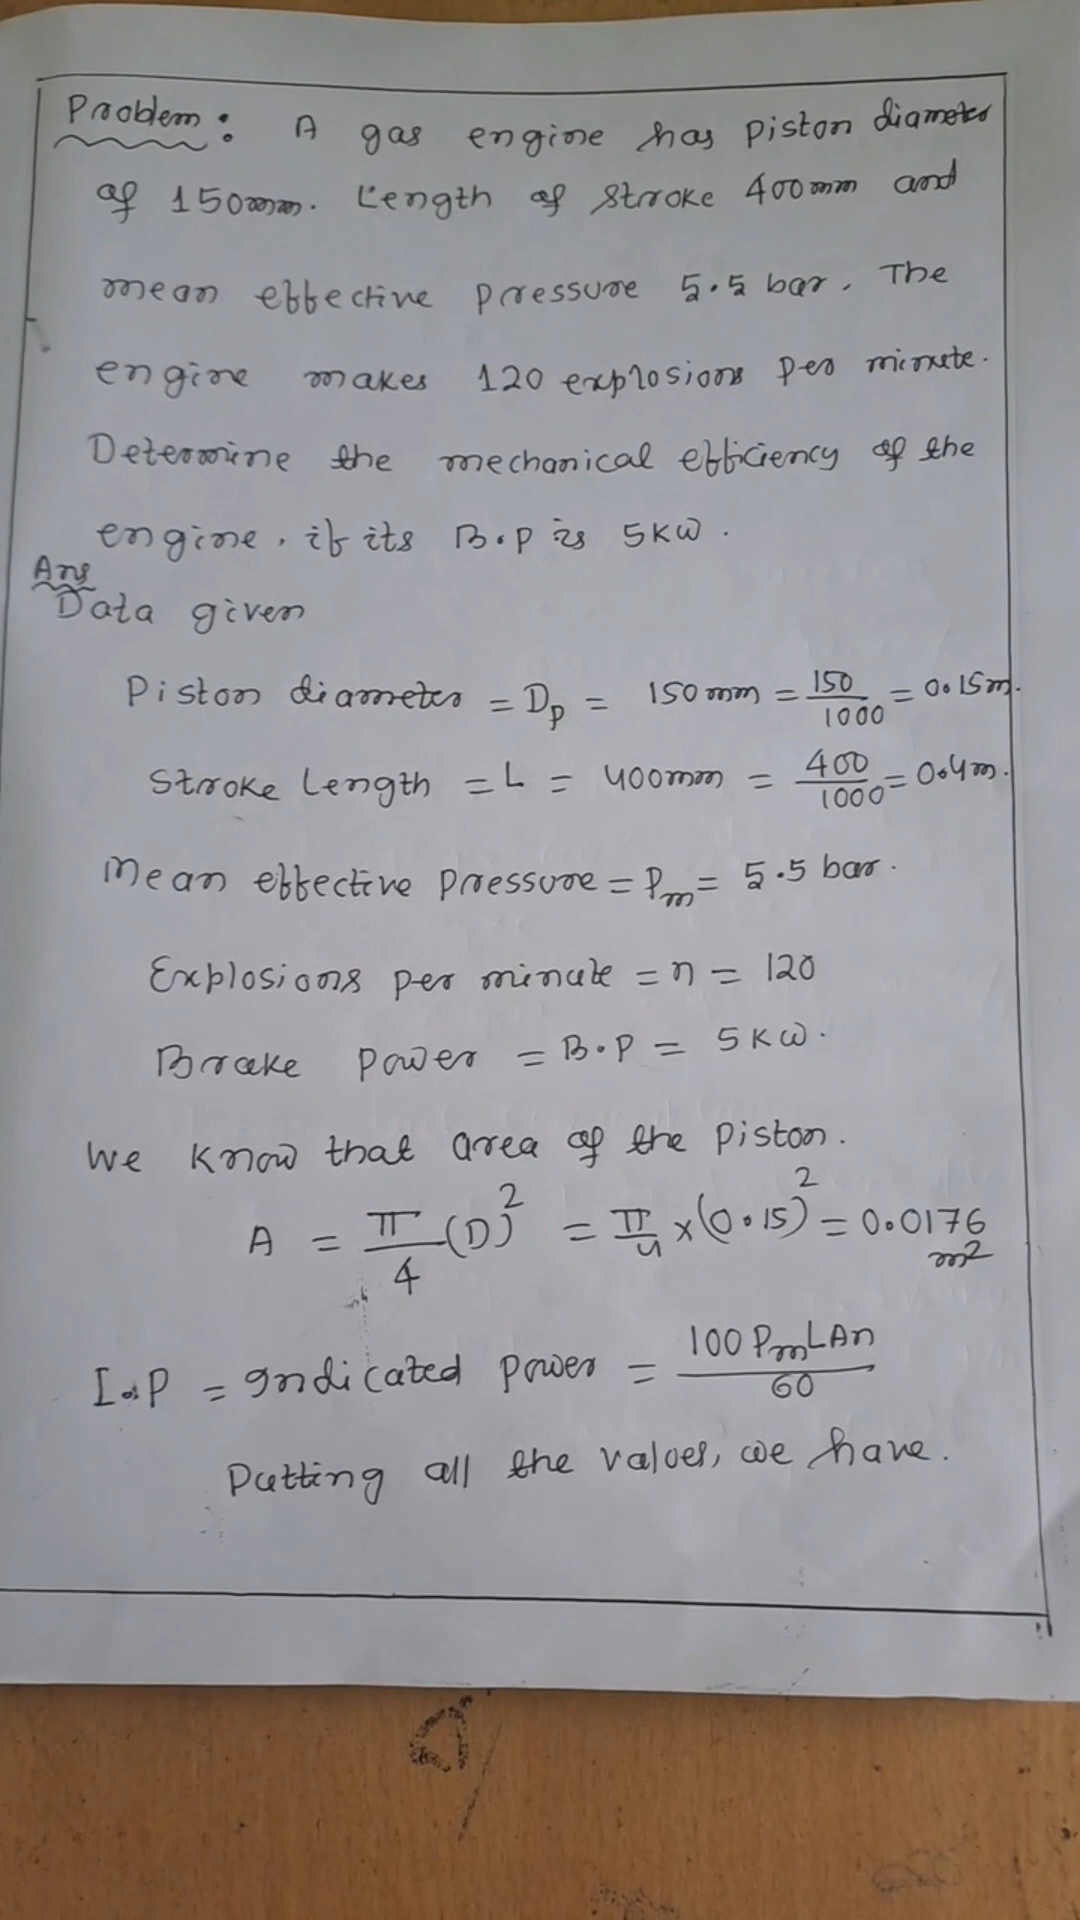 Problem : A gas engine has piston diameter
of 150mm. Length of stroke 400mm and
mean effective pressure 5.5 bar. The
engine makes 120 explosions per minute.
Determine the mechanical efficiency of the
engine, if its B.P is 5KW.
Ans
Data given
Piston diameter = Dp = 150mm = 150/1000 = 0.15m.
Stroke Length = L = 400mm = 400/1000 = 0.4m.
Mean effective Pressure = Pm = 5.5 bar.
Explosions per minute = n = 120
Brake Power = B.P = 5KW.
We Know that area of the Piston.
A = π/4 (D)² = π/4 × (0.15)² = 0.0176 m²
I.P = Indicated Power = 100 PmLAn/60
Putting all the values, we have.